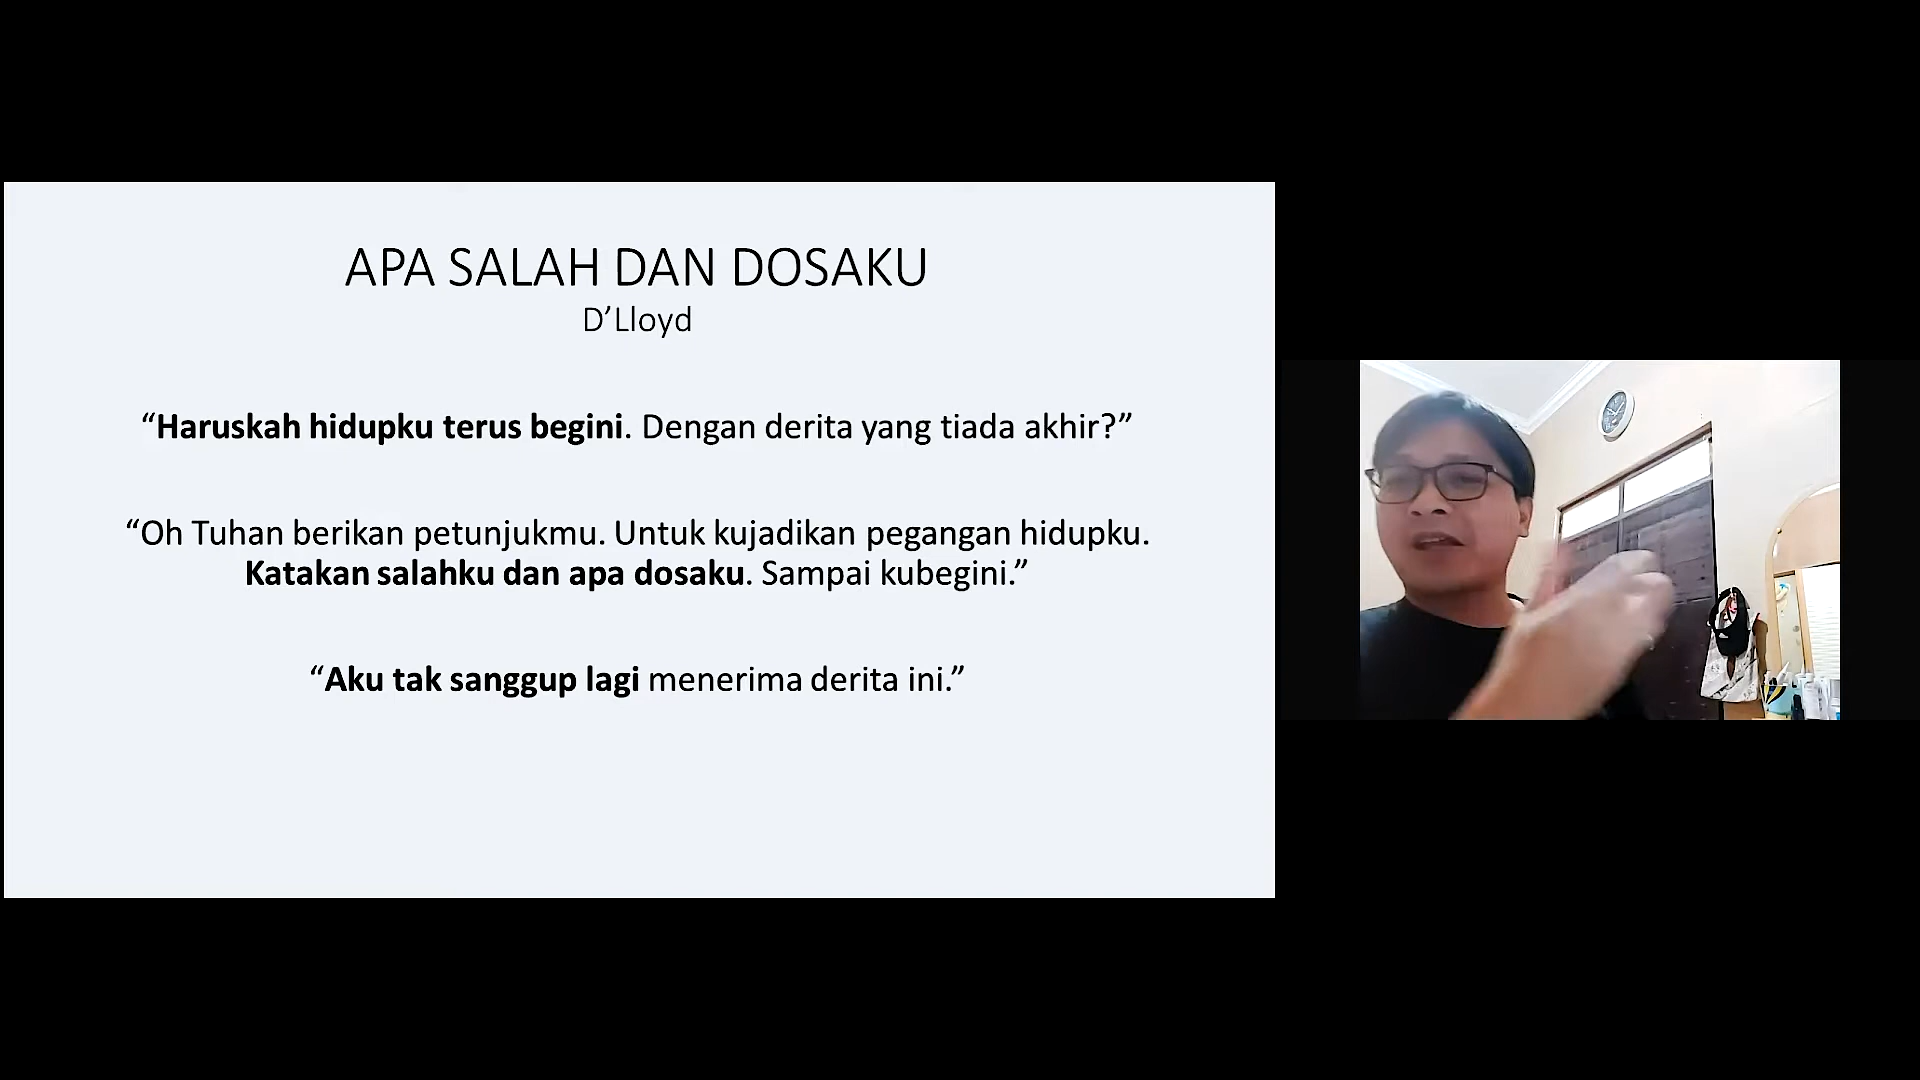 APA SALAH DAN DOSAKU
D’Lloyd
“Haruskah hidupku terus begini. Dengan derita yang tiada akhir?”
“Oh Tuhan berikan petunjukmu. Untuk kujadikan pegangan hidupku.
Katakan salahku dan apa dosaku. Sampai kubegini.”
“Aku tak sanggup lagi menerima derita ini.”